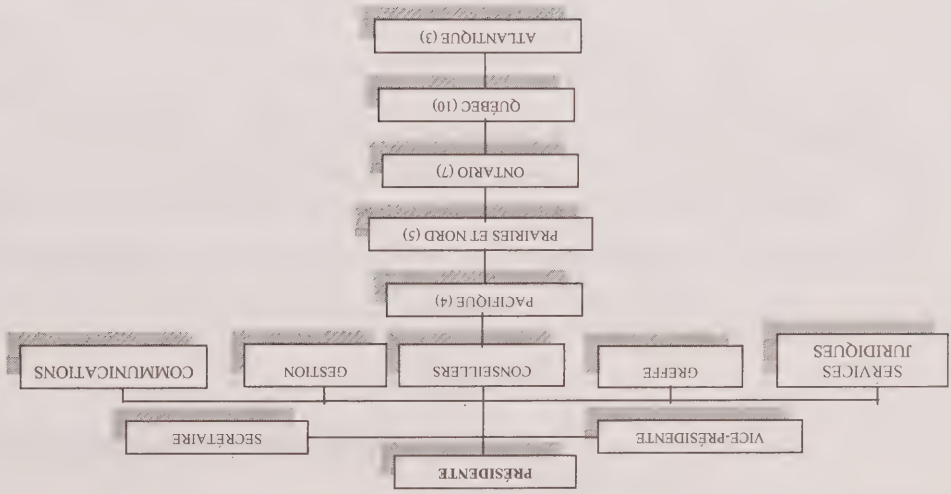 PRÉSIDENTE
VICE-PRÉSIDENTE
SECRÉTAIRE
SERVICES
JURIDIQUES
GREFFE
CONSEILLERS
GESTION
COMMUNICATIONS
PACIFIQUE (4)
PRAIRIES ET NORD (5)
ONTARIO (7)
QUÉBEC (10)
ATLANTIQUE (3)